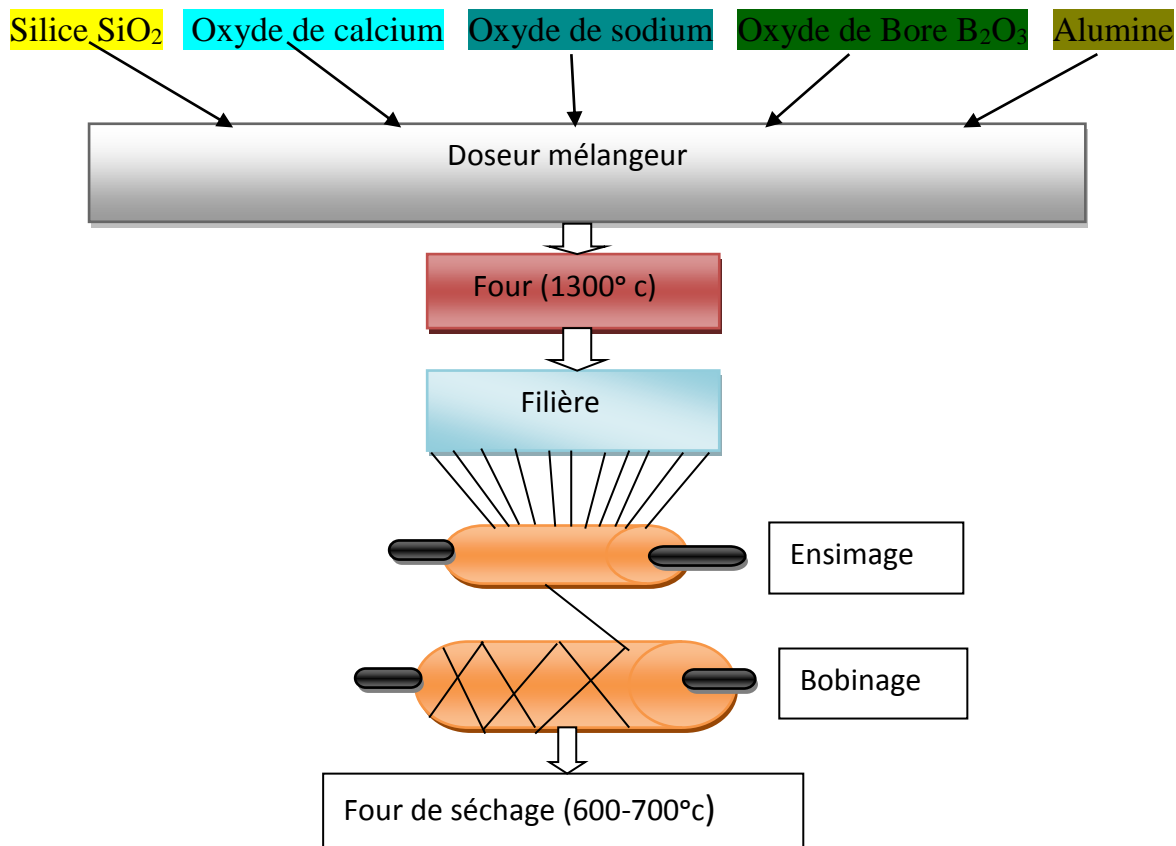 Silice SiO₂ Oxyde de calcium Oxyde de sodium Oxyde de Bore B₂O₃ Alumine
Doseur mélangeur
Four (1300° c)
Filière
Ensimage
Bobinage
Four de séchage (600-700°c)